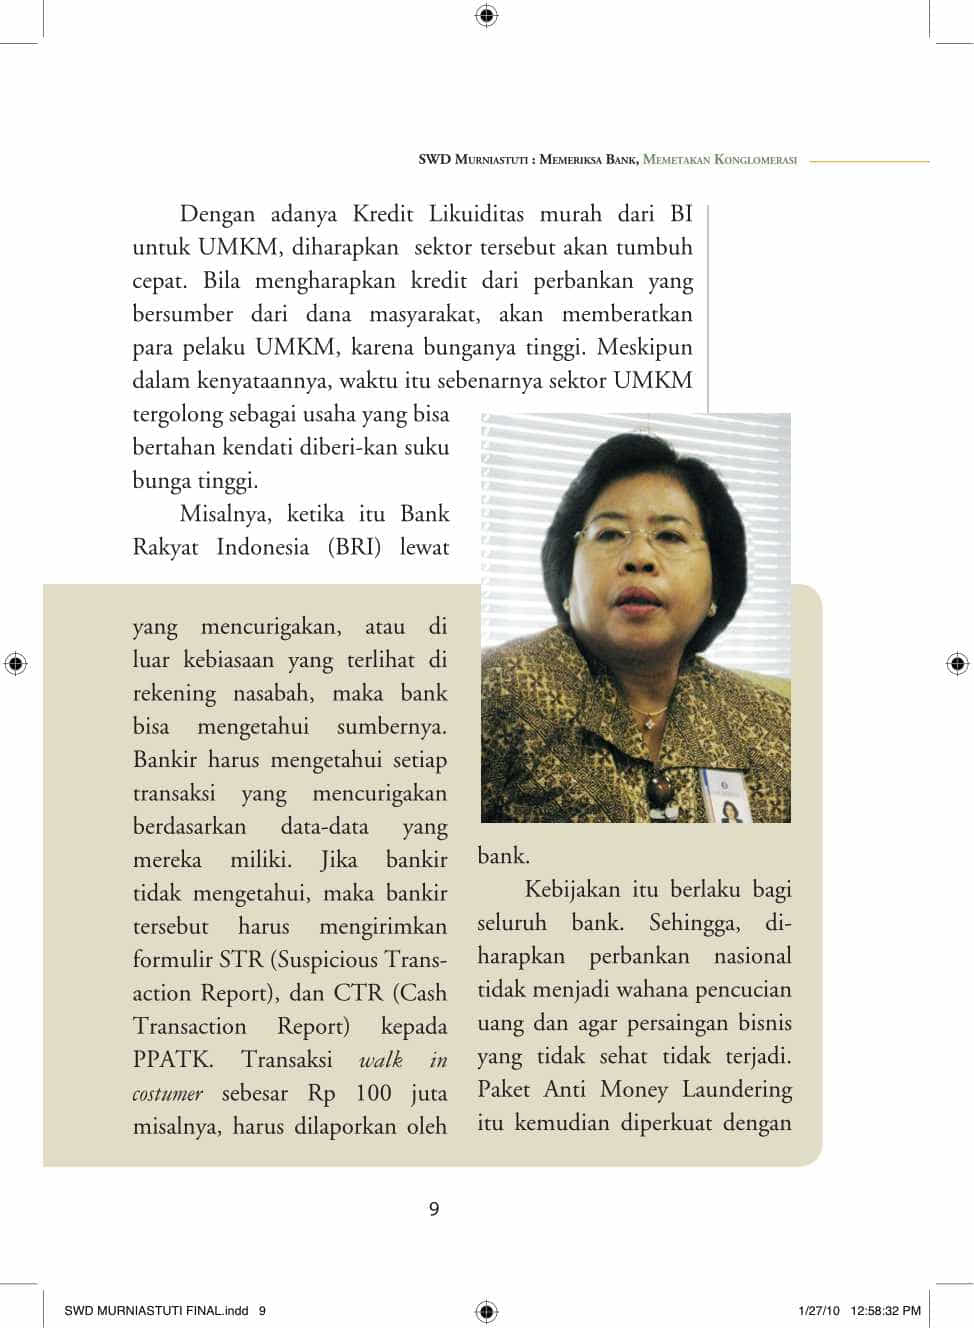 SWD Murniastuti : Memeriksa Bank, Memetakan Konglomerasi
Dengan adanya Kredit Likuiditas murah dari BI
untuk UMKM, diharapkan sektor tersebut akan tumbuh
cepat. Bila mengharapkan kredit dari perbankan yang
bersumber dari dana masyarakat, akan memberatkan
para pelaku UMKM, karena bunganya tinggi. Meskipun
dalam kenyataannya, waktu itu sebenarnya sektor UMKM
tergolong sebagai usaha yang bisa
bertahan kendati diberi-kan suku
bunga tinggi.
Misalnya, ketika itu Bank
Rakyat Indonesia (BRI) lewat
yang mencurigakan, atau di
luar kebiasaan yang terlihat di
rekening nasabah, maka bank
bisa mengetahui sumbernya.
Bankir harus mengetahui setiap
transaksi yang mencurigakan
berdasarkan data-data yang
mereka miliki. Jika bankir
tidak mengetahui, maka bankir
tersebut harus mengirimkan
formulir STR (Suspicious Trans-
action Report), dan CTR (Cash
Transaction Report) kepada
PPATK. Transaksi walk in
costumer sebesar Rp 100 juta
misalnya, harus dilaporkan oleh
bank.
Kebijakan itu berlaku bagi
seluruh bank. Sehingga, di-
harapkan perbankan nasional
tidak menjadi wahana pencucian
uang dan agar persaingan bisnis
yang tidak sehat tidak terjadi.
Paket Anti Money Laundering
itu kemudian diperkuat dengan
9
SWD MURNIASTUTI FINAL.indd 9
1/27/10 12:58:32 PM